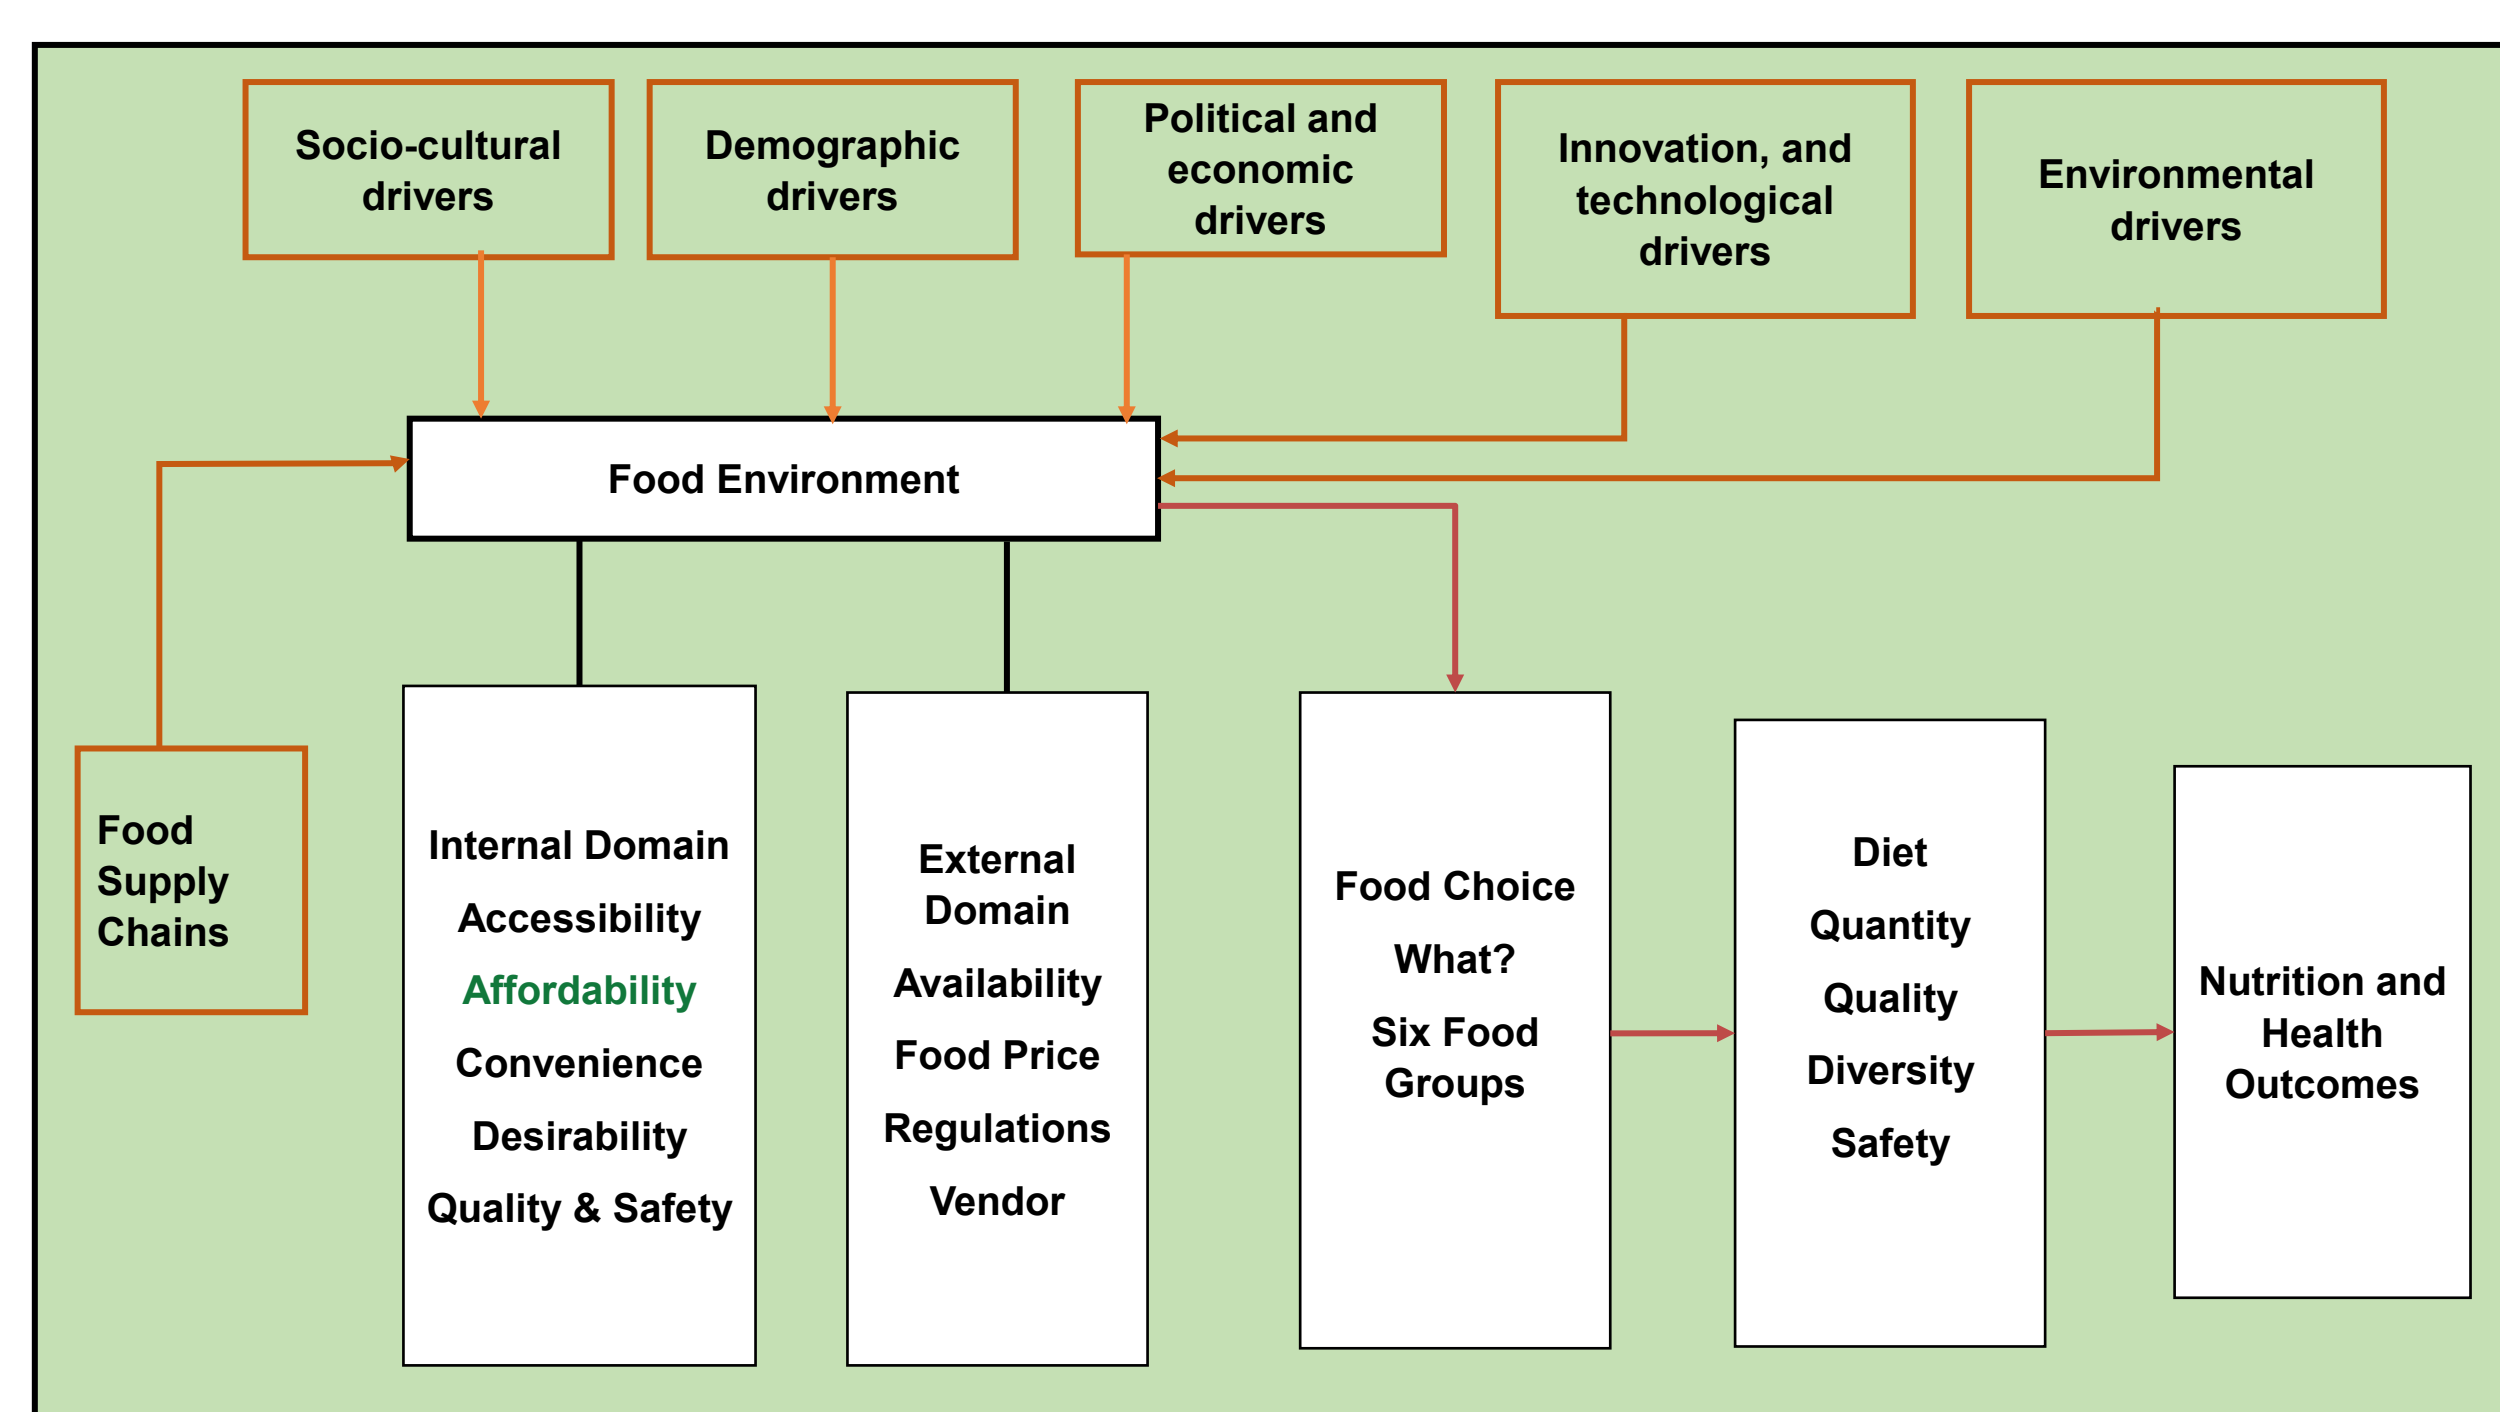 Socio-cultural
drivers
Demographic
drivers
Political and
economic
drivers
Innovation, and
technological
drivers
Environmental
drivers
Food Environment
Food
Supply
Chains
Internal Domain
Accessibility
Affordability
Convenience
Desirability
Quality & Safety
External
Domain
Availability
Food Price
Regulations
Vendor
Food Choice
What?
Six Food
Groups
Diet
Quantity
Quality
Diversity
Safety
Nutrition and
Health
Outcomes